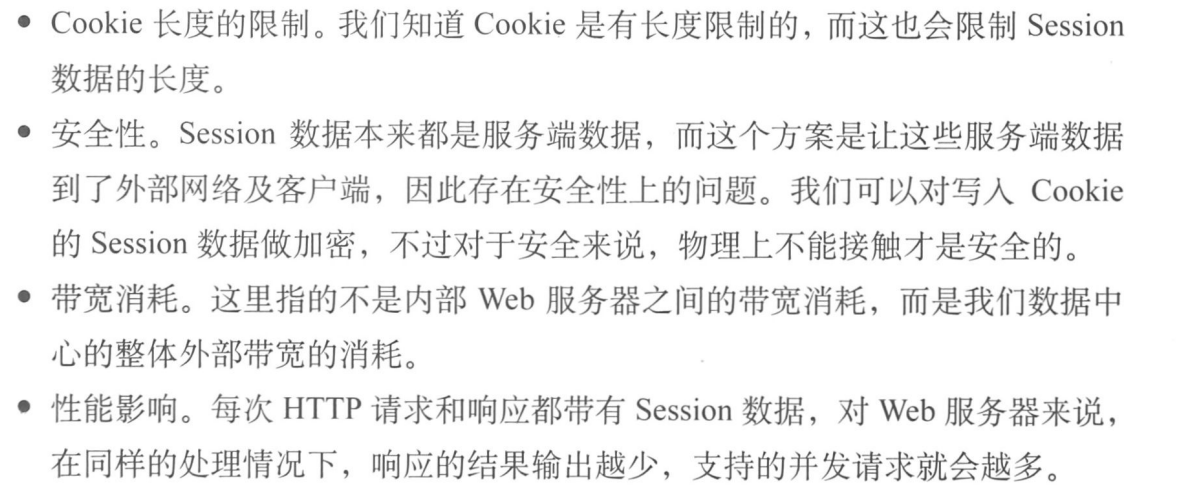 ● Cookie 长度的限制。我们知道 Cookie 是有长度限制的，而这也会限制 Session
数据的长度。
● 安全性。Session 数据本来都是服务端数据，而这个方案是让这些服务端数据
到了外部网络及客户端，因此存在安全性上的问题。我们可以对写入 Cookie
的 Session 数据做加密，不过对于安全来说，物理上不能接触才是安全的。
● 带宽消耗。这里指的不是内部 Web 服务器之间的带宽消耗，而是我们数据中
心的整体外部带宽的消耗。
● 性能影响。每次 HTTP 请求和响应都带有 Session 数据，对 Web 服务器来说，
在同样的处理情况下，响应的结果输出越少，支持的并发请求就会越多。